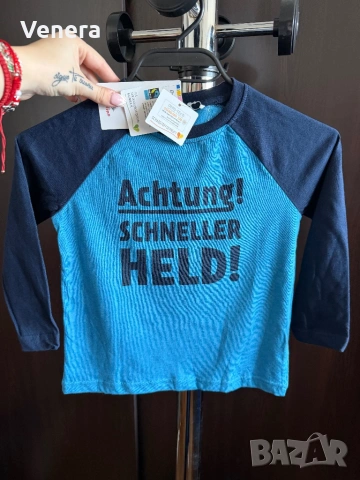 Venera
Achtung!
SCHNELLER
HELD!
BAZAR